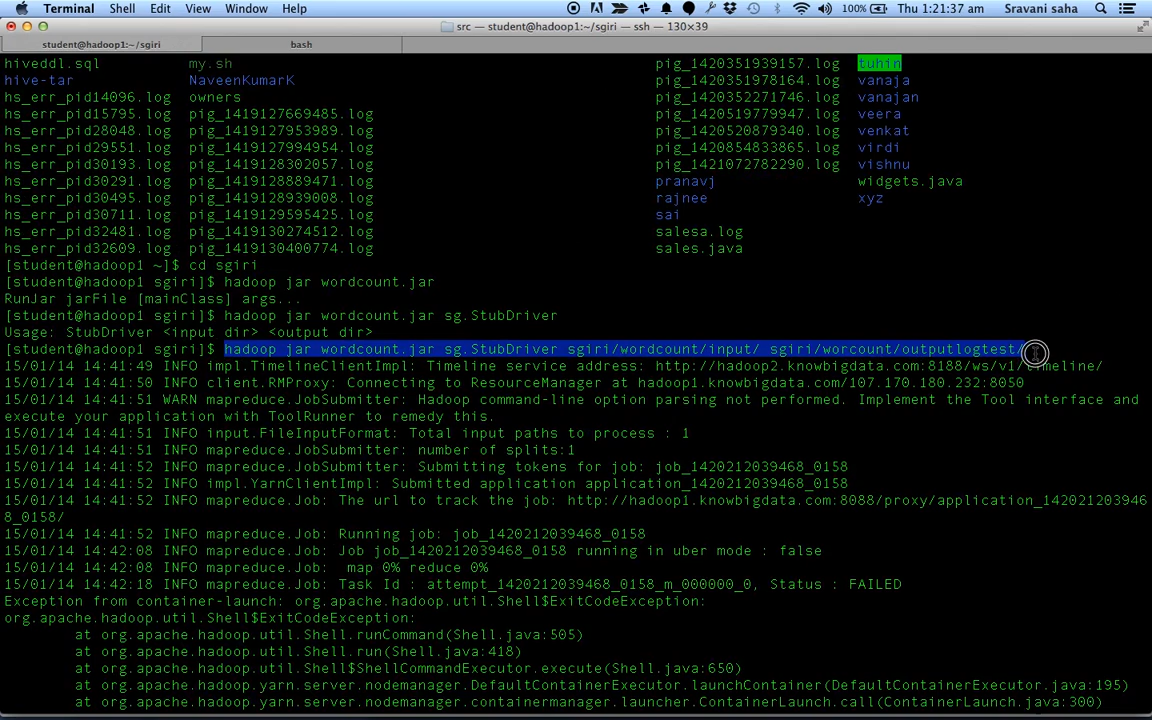 Terminal Shell Edit View Window Help 100% Thu 1:21:37 am Sravani saha
src — student@hadoop1:~/sgiri — ssh — 130×39
student@hadoop1:~/sgiri bash
hiveddl.sql my.sh pig_1420351939157.log tuhin
hive-tar NaveenKumarK pig_1420351978164.log vanaja
hs_err_pid14096.log owners pig_1420352271746.log vanajan
hs_err_pid15795.log pig_1419127669485.log pig_1420519779947.log veera
hs_err_pid28048.log pig_1419127953989.log pig_1420520879340.log venkat
hs_err_pid29551.log pig_1419127994954.log pig_1420854833865.log virdi
hs_err_pid30193.log pig_1419128302057.log pig_1421072782290.log vishnu
hs_err_pid30291.log pig_1419128889471.log pranavj widgets.java
hs_err_pid30495.log pig_1419128939008.log rajnee xyz
hs_err_pid30711.log pig_1419129595425.log sai
hs_err_pid32481.log pig_1419130274512.log salesa.log
hs_err_pid32609.log pig_1419130400774.log sales.java
[student@hadoop1 ~]$ cd sgiri
[student@hadoop1 sgiri]$ hadoop jar wordcount.jar
RunJar jarFile [mainClass] args...
[student@hadoop1 sgiri]$ hadoop jar wordcount.jar sg.StubDriver
Usage: StubDriver <input dir> <output dir>
[student@hadoop1 sgiri]$ hadoop jar wordcount.jar sg.StubDriver sgiri/wordcount/input/ sgiri/worcount/outputlogtest/
15/01/14 14:41:49 INFO impl.TimelineClientImpl: Timeline service address: http://hadoop2.knowbigdata.com:8188/ws/v1/timeline/
15/01/14 14:41:50 INFO client.RMProxy: Connecting to ResourceManager at hadoop1.knowbigdata.com/107.170.180.232:8050
15/01/14 14:41:51 WARN mapreduce.JobSubmitter: Hadoop command-line option parsing not performed. Implement the Tool interface and
execute your application with ToolRunner to remedy this.
15/01/14 14:41:51 INFO input.FileInputFormat: Total input paths to process : 1
15/01/14 14:41:51 INFO mapreduce.JobSubmitter: number of splits:1
15/01/14 14:41:52 INFO mapreduce.JobSubmitter: Submitting tokens for job: job_1420212039468_0158
15/01/14 14:41:52 INFO impl.YarnClientImpl: Submitted application application_1420212039468_0158
15/01/14 14:41:52 INFO mapreduce.Job: The url to track the job: http://hadoop1.knowbigdata.com:8088/proxy/application_142021203946
8_0158/
15/01/14 14:41:52 INFO mapreduce.Job: Running job: job_1420212039468_0158
15/01/14 14:42:08 INFO mapreduce.Job: Job job_1420212039468_0158 running in uber mode : false
15/01/14 14:42:08 INFO mapreduce.Job:  map 0% reduce 0%
15/01/14 14:42:18 INFO mapreduce.Job: Task Id : attempt_1420212039468_0158_m_000000_0, Status : FAILED
Exception from container-launch: org.apache.hadoop.util.Shell$ExitCodeException:
org.apache.hadoop.util.Shell$ExitCodeException:
at org.apache.hadoop.util.Shell.runCommand(Shell.java:505)
at org.apache.hadoop.util.Shell.run(Shell.java:418)
at org.apache.hadoop.util.Shell$ShellCommandExecutor.execute(Shell.java:650)
at org.apache.hadoop.yarn.server.nodemanager.DefaultContainerExecutor.launchContainer(DefaultContainerExecutor.java:195)
at org.apache.hadoop.yarn.server.nodemanager.containermanager.launcher.ContainerLaunch.call(ContainerLaunch.java:300)